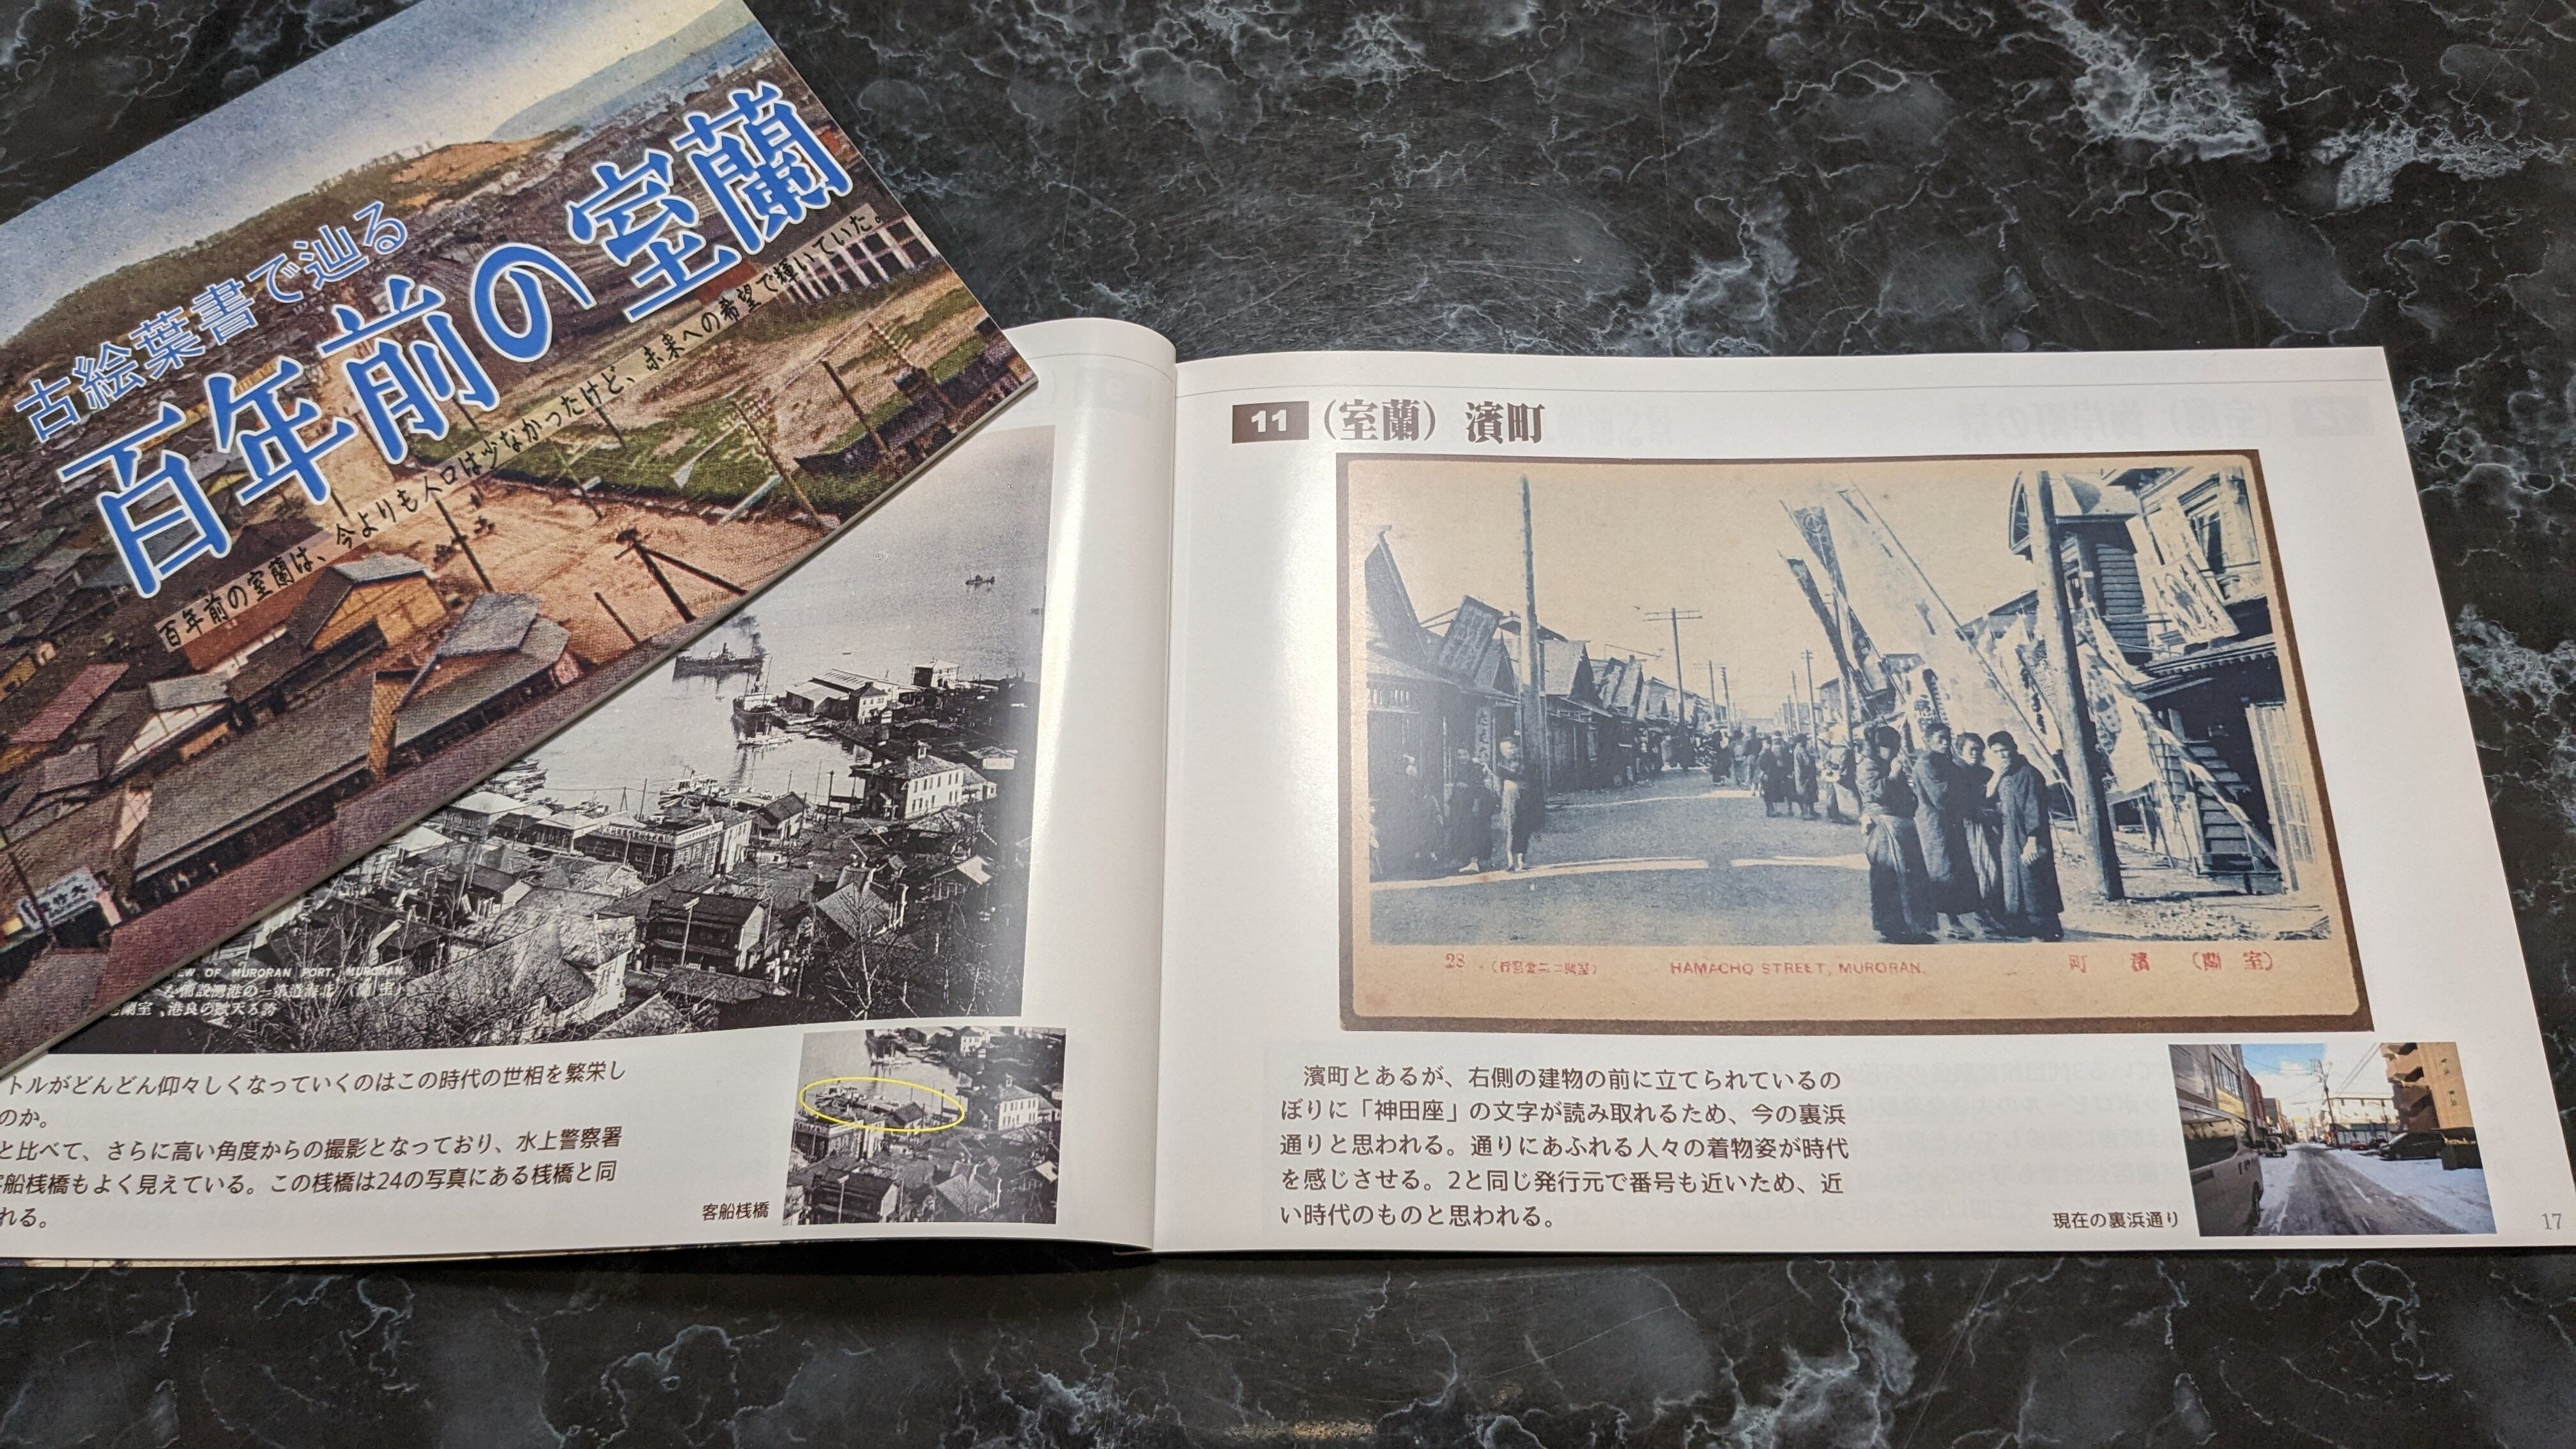 古絵葉書で辿る
百年前の室蘭
百年前の室蘭は、今よりも人口は少なかったけど、未来への希望で輝いていた。
EW OF MURORAN PORT, MURORAN.
トルがどんどん仰々しくなっていくのはこの時代の世相を繁栄し
のか。
と比べて、さらに高い角度からの撮影となっており、水上警察署
客船桟橋もよく見えている。この桟橋は24の写真にある桟橋と同
れる。
客船桟橋
11 （室蘭）濱町
28
HAMACHO STREET, MURORAN.
町 濱 （蘭 室）
濱町とあるが、右側の建物の前に立てられているの
ぼりに「神田座」の文字が読み取れるため、今の裏浜
通りと思われる。通りにあふれる人々の着物姿が時代
を感じさせる。2と同じ発行元で番号も近いため、近
い時代のものと思われる。
現在の裏浜通り
17